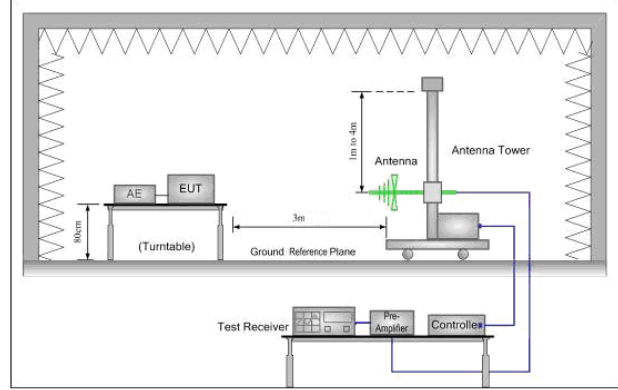 1m to 4m
Antenna
Antenna Tower
AE
EUT
80cm
(Turntable)
3m
Ground Reference Plane
Test Receiver
Pre-
Amplifier
Controller